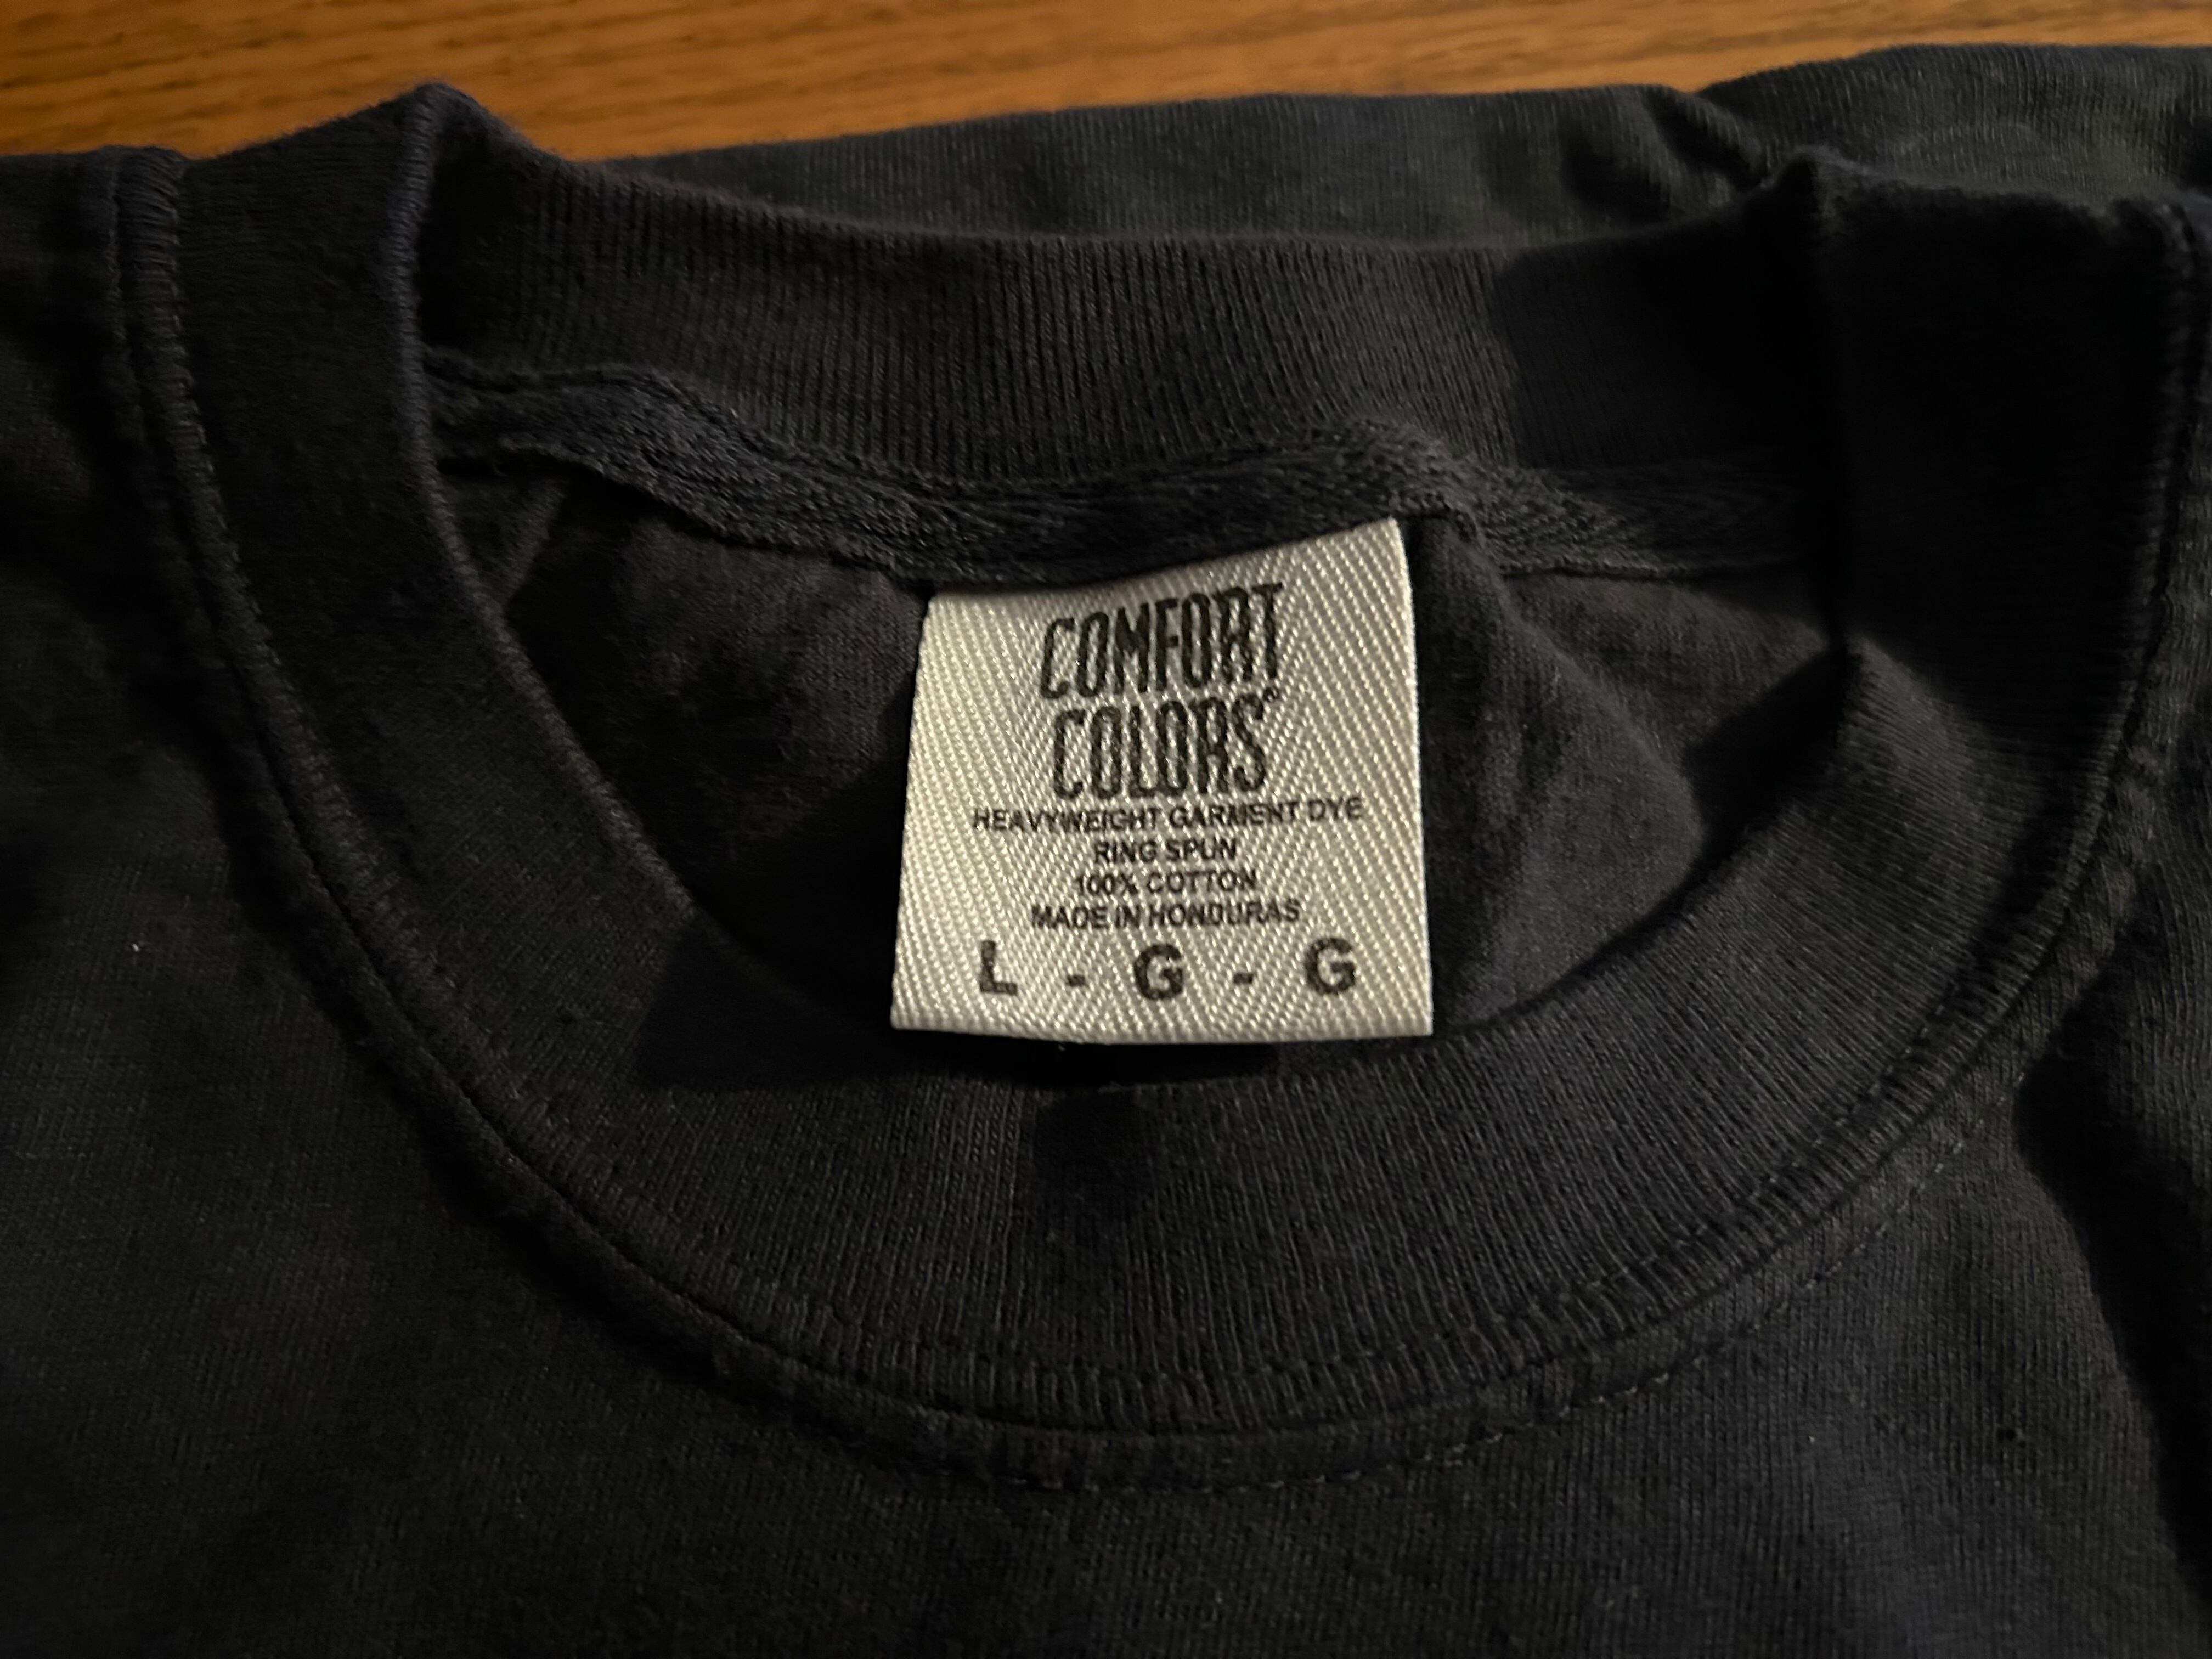 COMFORT
COLORS®
HEAVYWEIGHT GARMENT DYE
RING SPUN
100% COTTON
MADE IN HONDURAS
L - G - G